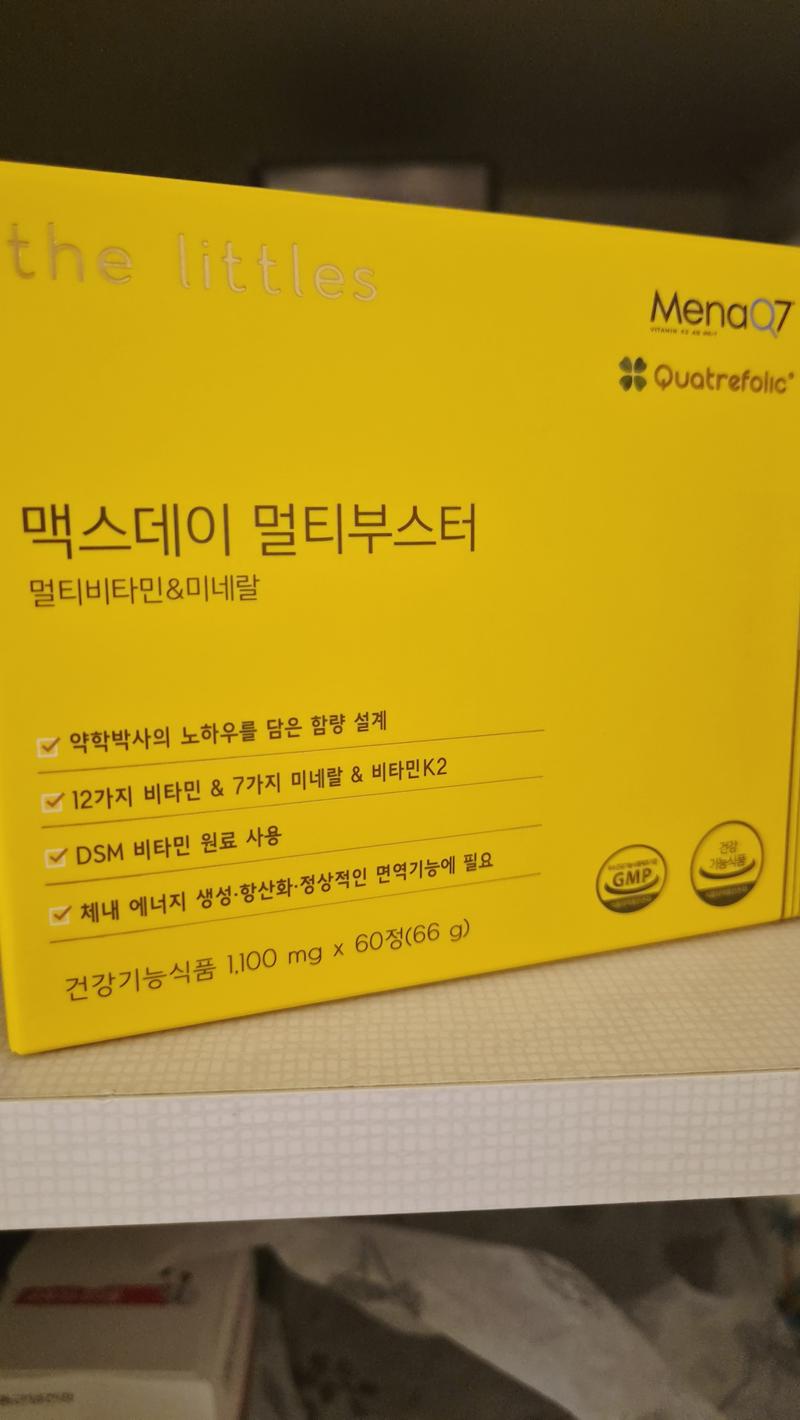 the littles
MenaQ7
Quatrefolic®
맥스데이 멀티부스터
멀티비타민&미네랄
약학박사의 노하우를 담은 함량 설계
12가지 비타민 & 7가지 미네랄 & 비타민K2
DSM 비타민 원료 사용
체내 에너지 생성·항산화·정상적인 면역기능에 필요
GMP
건강
기능식품
건강기능식품 1,100 mg x 60정(66 g)